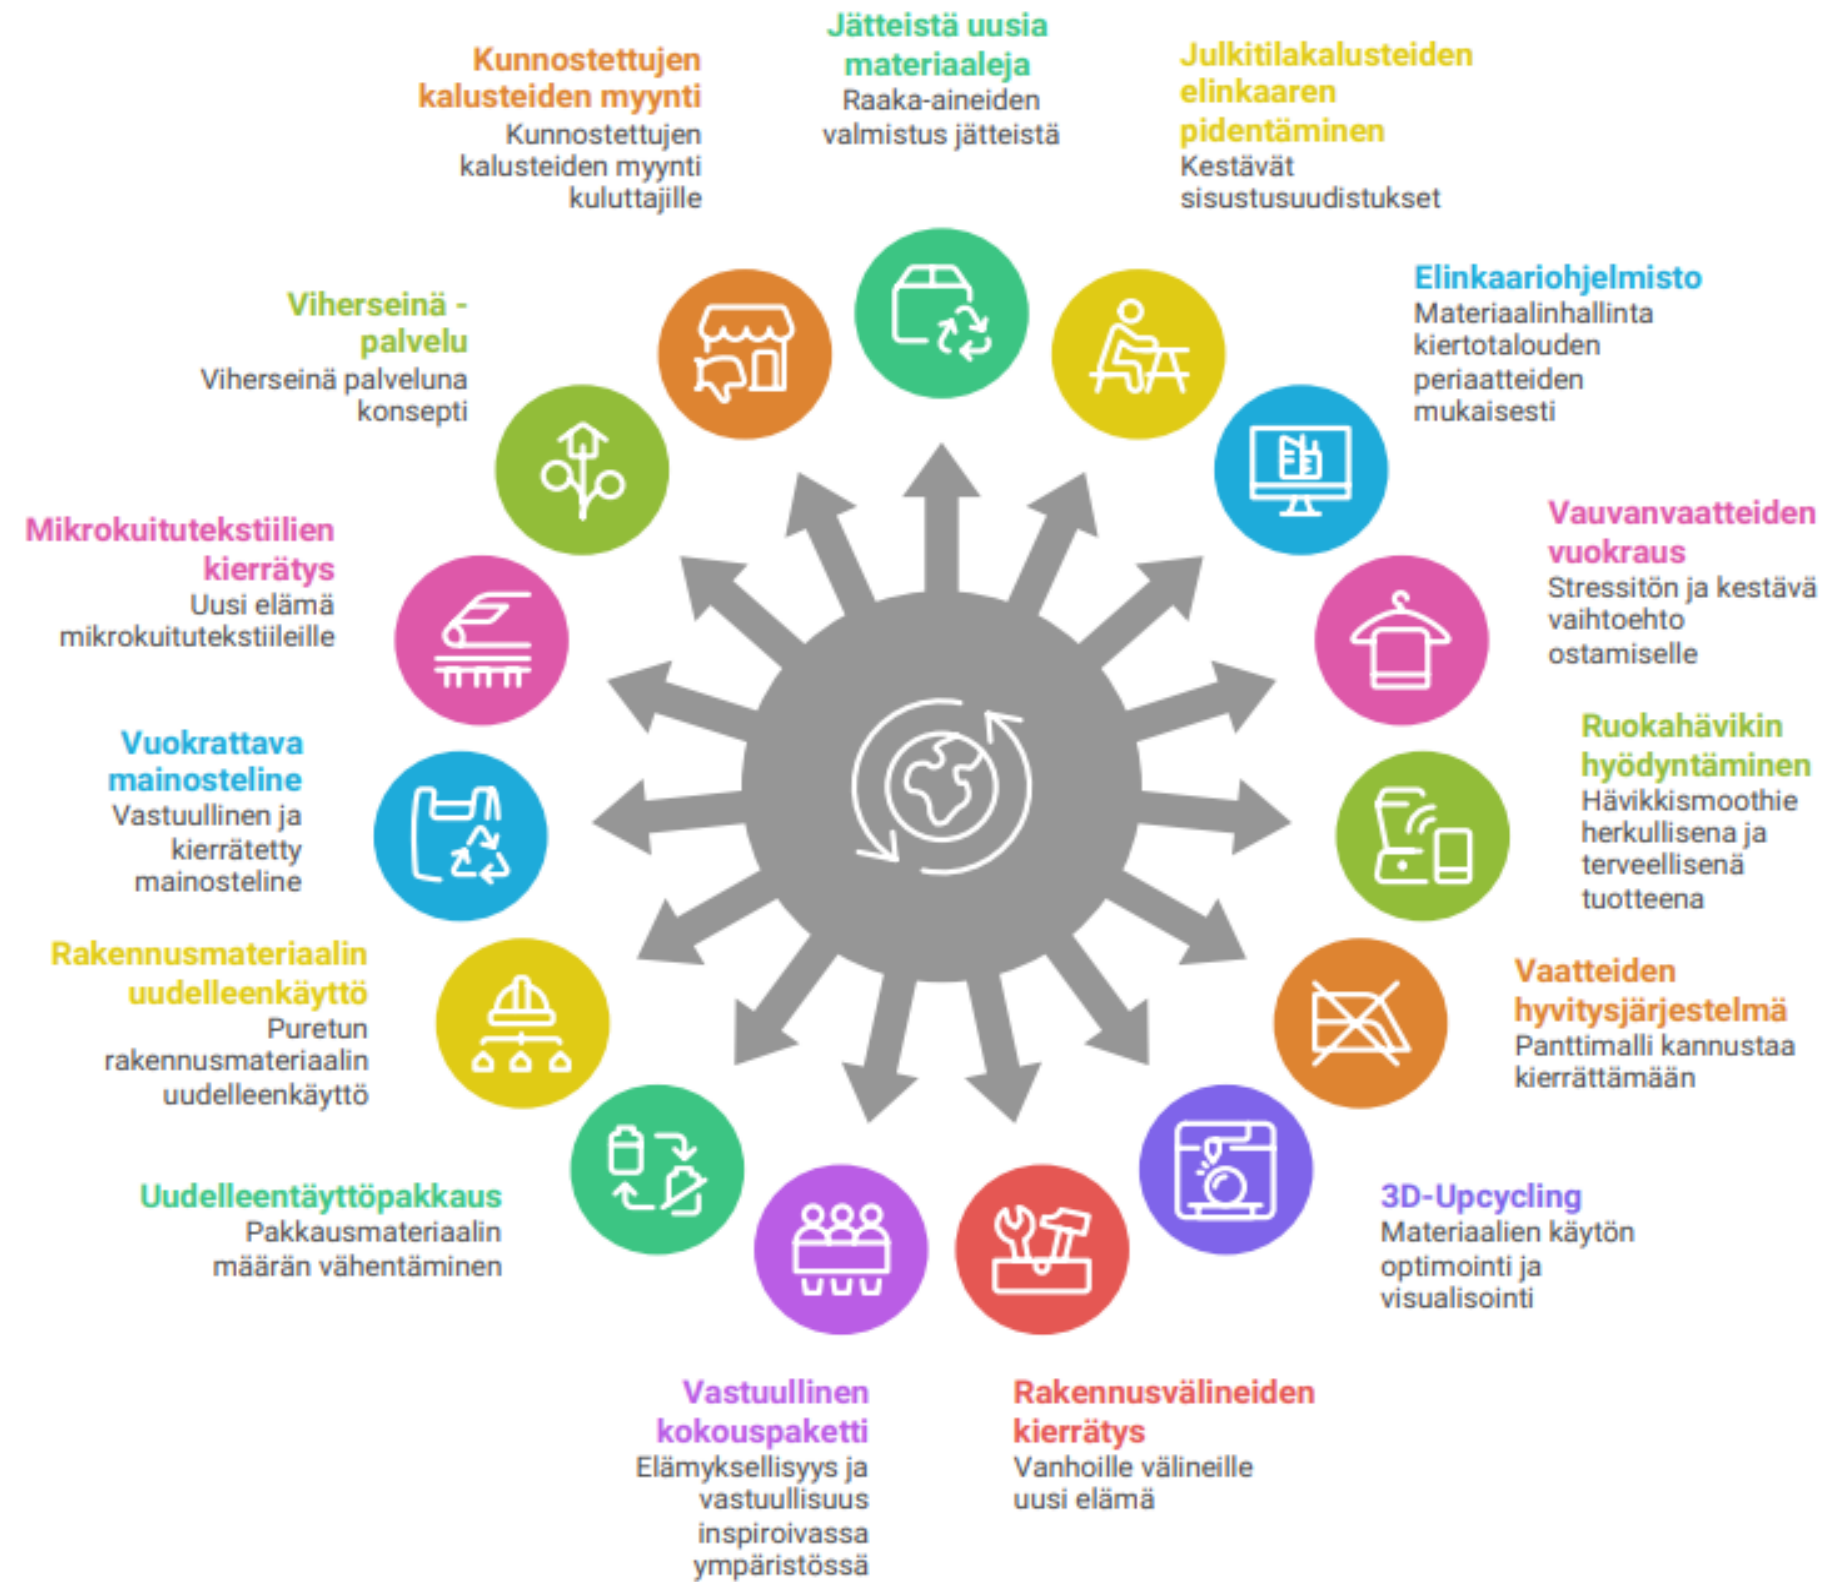 Jätteistä uusia
materiaaleja
Raaka-aineiden
valmistus jätteistä
Julkitilakalusteiden
elinkaaren
pidentäminen
Kestävät
sisustusuudistukset
Elinkaariohjelmisto
Materiaalinhallinta
kiertotalouden
periaatteiden
mukaisesti
Vauvanvaatteiden
vuokraus
Stressitön ja kestävä
vaihtoehto
ostamiselle
Ruokahävikin
hyödyntäminen
Hävikkismoothie
herkullisena ja
terveellisenä
tuotteena
Vaatteiden
hyvitysjärjestelmä
Panttimalli kannustaa
kierrättämään
3D-Upcycling
Materiaalien käytön
optimointi ja
visualisointi
Rakennusvälineiden
kierrätys
Vanhoille välineille
uusi elämä
Vastuullinen
kokouspaketti
Elämyksellisyys ja
vastuullisuus
inspiroivassa
ympäristössä
Uudelleentäyttöpakkaus
Pakkausmateriaalin
määrän vähentäminen
Rakennusmateriaalin
uudelleenkäyttö
Puretun
rakennusmateriaalin
uudelleenkäyttö
Vuokrattava
mainosteline
Vastuullinen ja
kierrätetty
mainosteline
Mikrokuitutekstiilien
kierrätys
Uusi elämä
mikrokuitutekstiileille
Viherseinä -
palvelu
Viherseinä palveluna
konsepti
Kunnostettujen
kalusteiden myynti
Kunnostettujen
kalusteiden myynti
kuluttajille